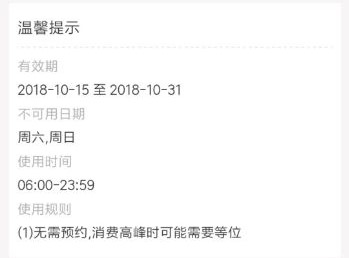 温馨提示
有效期
2018-10-15 至 2018-10-31
不可用日期
周六,周日
使用时间
06:00-23:59
使用规则
(1)无需预约,消费高峰时可能需要等位